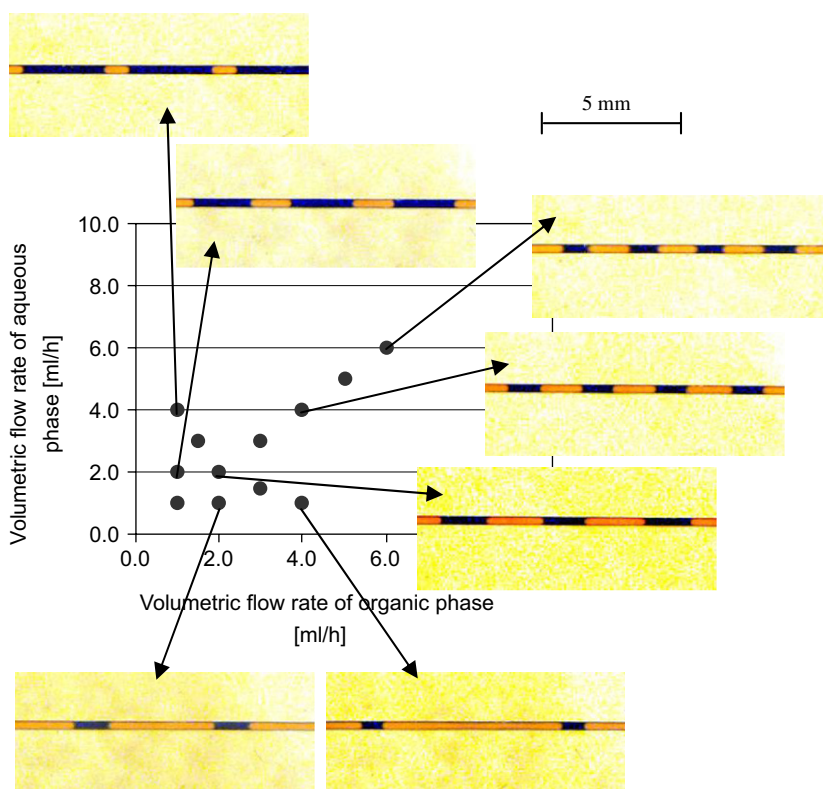 5 mm
Volumetric flow rate of aqueous
phase [ml/h]
10.0
8.0
6.0
4.0
2.0
0.0
0.0 2.0 4.0 6.0
Volumetric flow rate of organic phase
[ml/h]